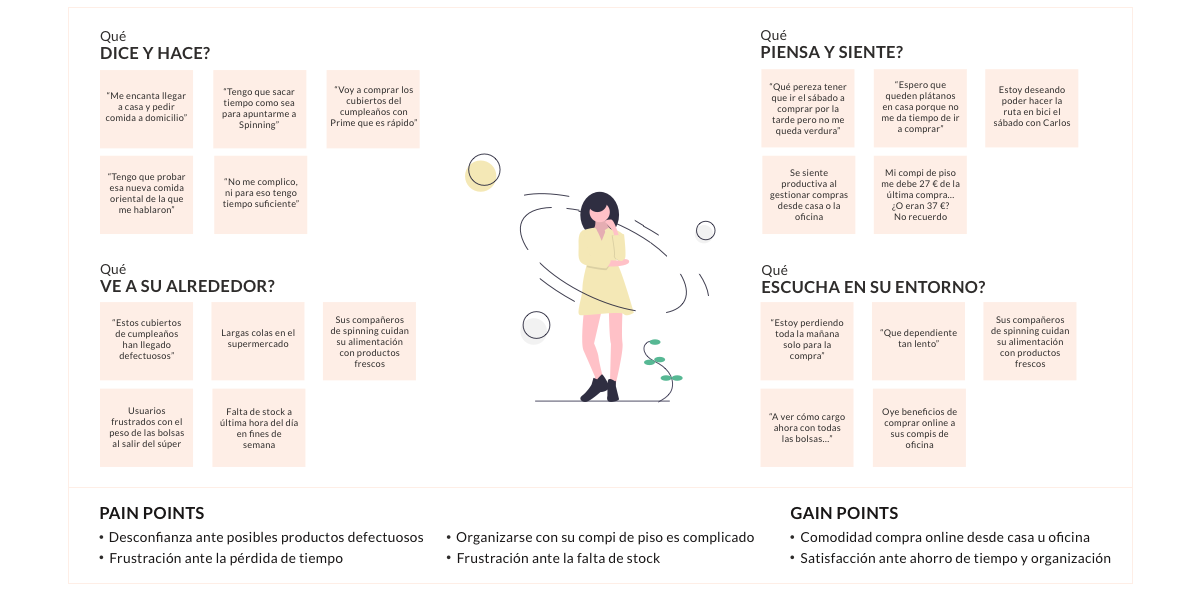 Qué
DICE Y HACE?
“Me encanta llegar
a casa y pedir
comida a domicilio”
“Tengo que sacar
tiempo como sea
para apuntarme a
Spinning”
“Voy a comprar los
cubiertos del
cumpleaños con
Prime que es rápido”
“Tengo que probar
esa nueva comida
oriental de la que
me hablaron”
“No me complico,
ni para eso tengo
tiempo suficiente”
Qué
PIENSA Y SIENTE?
“Qué pereza tener
que ir el sábado a
comprar por la
tarde pero no me
queda verdura”
“Espero que
queden plátanos
en casa porque no
me da tiempo de ir
a comprar”
Estoy deseando
poder hacer la
ruta en bici el
sábado con Carlos
Se siente
productiva al
gestionar compras
desde casa o la
oficina
Mi compi de piso
me debe 27 € de la
última compra...
¿O eran 37 €?
No recuerdo
Qué
VE A SU ALREDEDOR?
“Estos cubiertos
de cumpleaños
han llegado
defectuosos”
Largas colas en el
supermercado
Sus compañeros
de spinning cuidan
su alimentación
con productos
frescos
Usuarios
frustrados con el
peso de las bolsas
al salir del súper
Falta de stock a
última hora del día
en fines de
semana
Qué
ESCUCHA EN SU ENTORNO?
“Estoy perdiendo
toda la mañana
solo para la
compra”
“Que dependiente
tan lento”
Sus compañeros
de spinning cuidan
su alimentación
con productos
frescos
“A ver cómo cargo
ahora con todas
las bolsas...”
Oye beneficios de
comprar online a
sus compis de
oficina
PAIN POINTS
• Desconfianza ante posibles productos defectuosos
• Frustración ante la pérdida de tiempo
• Organizarse con su compi de piso es complicado
• Frustración ante la falta de stock
GAIN POINTS
• Comodidad compra online desde casa u oficina
• Satisfacción ante ahorro de tiempo y organización